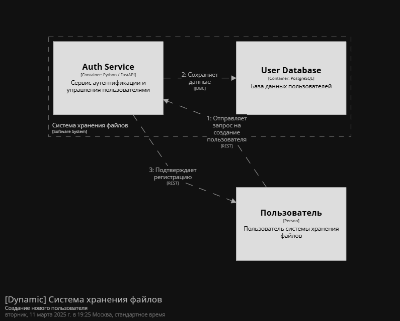 Auth Service
[Container: Python / FastAPI]
Сервис аутентификации и
управления пользователями
User Database
[Container: PostgreSQL]
База данных пользователей
2: Сохраняет
данные
[JDBC]
Система хранения файлов
[Software System]
1: Отправляет
запрос на
создание
пользователя
[REST]
3: Подтверждает
регистрацию
[REST]
Пользователь
[Person]
Пользователь системы хранения
файлов
[Dynamic] Система хранения файлов
Создание нового пользователя
вторник, 11 марта 2025 г. в 19:25 Москва, стандартное время